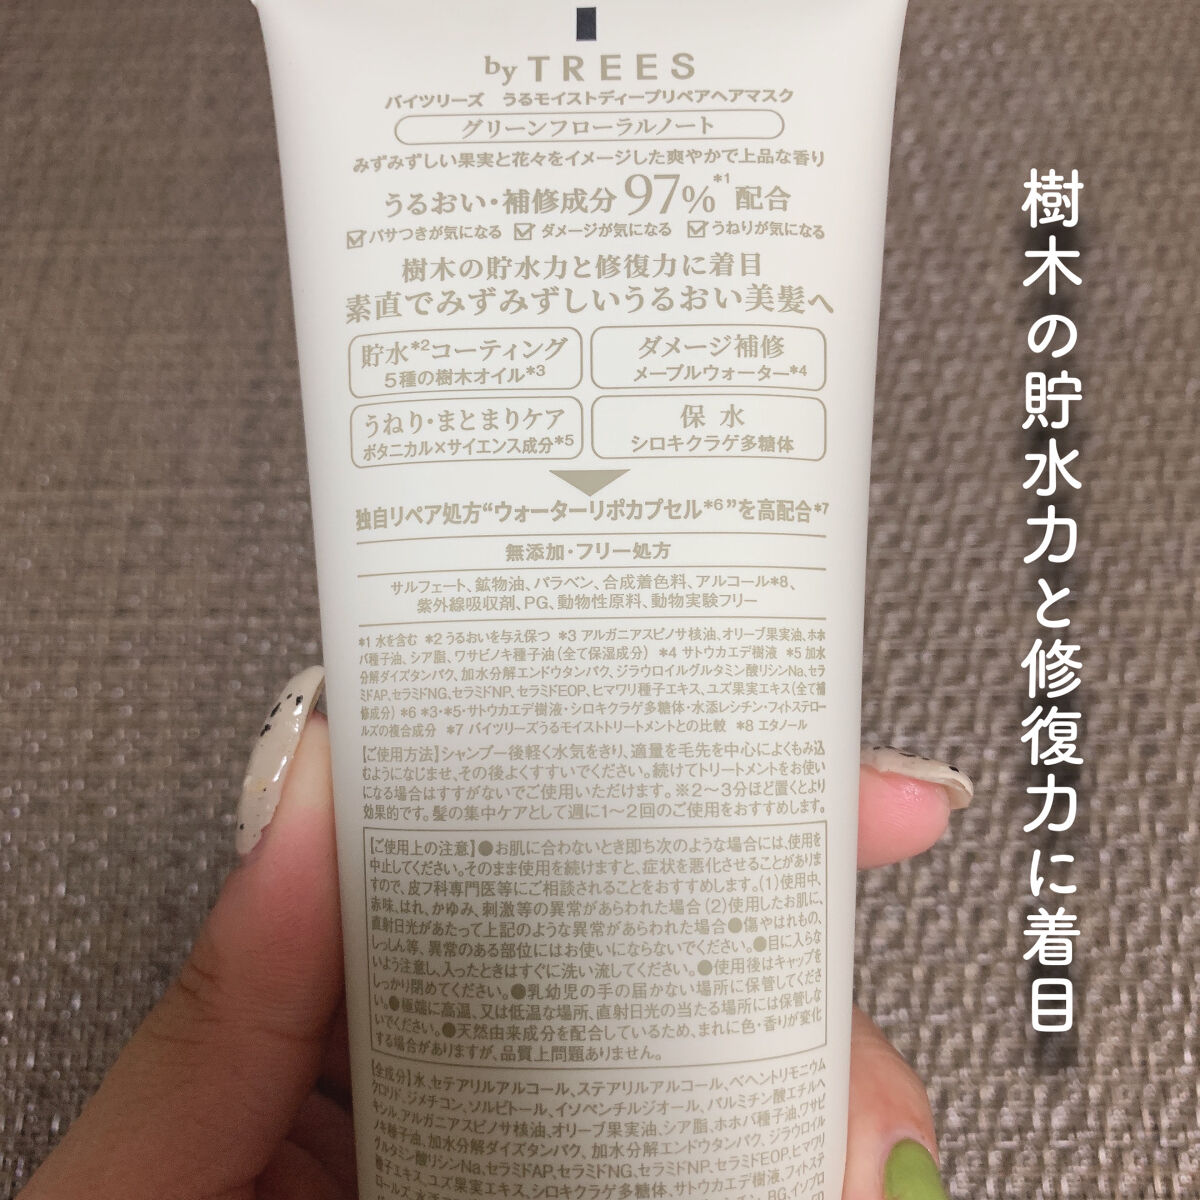 by TREES
バイツリーズ うるモイストディープリペアヘアマスク
グリーンフローラルノート
みずみずしい果実と花々をイメージした爽やかで上品な香り
うるおい・補修成分97%*1配合
パサつきが気になる ダメージが気になる うねりが気になる
樹木の貯水力と修復力に着目
素直でみずみずしいうるおい美髪へ
貯水*2コーティング
5種の樹木オイル*3
ダメージ補修
メープルウォーター*4
うねり・まとまりケア
ボタニカル×サイエンス成分*5
保水
シロキクラゲ多糖体
独自リペア処方“ウォーターリポカプセル*6”を高配合*7
無添加・フリー処方
サルフェート、鉱物油、パラベン、合成着色料、アルコール*8、
紫外線吸収剤、PG、動物性原料、動物実験フリー
*1 水を含む *2 うるおいを与え保つ *3 アルガニアスピノサ核油、オリーブ果実油、ホホ
バ種子油、シア脂、ワサビノキ種子油(全て保湿成分) *4 サトウカエデ樹液 *5 加水
分解ダイズタンパク、加水分解エンドウタンパク、ジラウロイルグルタミン酸リシンNa、セラ
ミドAP、セラミドNG、セラミドNP、セラミドEOP、ヒマワリ種子エキス、ユズ果実エキス(全て補
修成分) *6 *3・*5・サトウカエデ樹液・シロキクラゲ多糖体・水添レシチン・フィトステロ
ールズの複合成分 *7 バイツリーズうるモイストトリートメントとの比較 *8 エタノール
【ご使用方法】シャンプー後軽く水気をきり、適量を毛先を中心によくもみ込
むようになじませ、その後よくすすいでください。続けてトリートメントをお使い
になる場合はすすがないでご使用いただけます。※2～3分ほど置くとより
効果的です。髪の集中ケアとして週に1～2回のご使用をおすすめします。
【ご使用上の注意】●お肌に合わないとき即ち次のような場合には、使用を
中止してください。そのまま使用を続けますと、症状を悪化させることがありま
すので、皮フ科専門医等にご相談されることをおすすめします。(1)使用中、
赤味、はれ、かゆみ、刺激等の異常があらわれた場合(2)使用したお肌に、
直射日光があたって上記のような異常があらわれた場合●傷やはれもの、
しっしん等、異常のある部位にはお使いにならないでください。●目に入らな
いよう注意し、入ったときはすぐに洗い流してください。●使用後はキャップを
しっかり閉めてください。●乳幼児の手の届かない場所に保管してくださ
い。●極端に高温、又は低温な場所、直射日光の当たる場所には保管しな
いでください。●天然由来成分を配合しているため、まれに色・香りが変化
する場合がありますが、品質上問題ありません。
【全成分】水、セテアリルアルコール、ステアリルアルコール、ベヘントリモニウム
クロリド、ジメチコン、ソルビトール、イソペンチルジオール、パルミチン酸エチルヘ
キシル、アルガニアスピノサ核油、オリーブ果実油、シア脂、ホホバ種子油、ワサビ
ノキ種子油、加水分解ダイズタンパク、加水分解エンドウタンパク、ジラウロイル
グルタミン酸リシンNa、セラミドAP、セラミドNG、セラミドNP、セラミドEOP、ヒマワリ
種子エキス、ユズ果実エキス、シロキクラゲ多糖体、サトウカエデ樹液、フィトステ
ロールズ、水添
BG、イソプロ
樹木の貯水力と修復力に着目